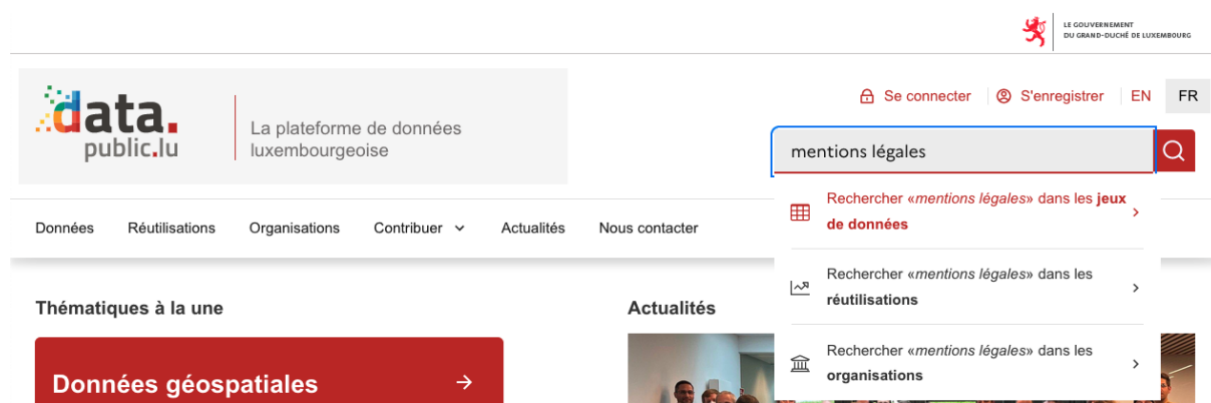 LE GOUVERNEMENT
DU GRAND-DUCHÉ DE LUXEMBOURG
Se connecter
S'enregistrer
EN
FR
data.
public.lu
La plateforme de données
luxembourgeoise
mentions légales
Rechercher «mentions légales» dans les jeux
de données
Données
Réutilisations
Organisations
Contribuer
Actualités
Nous contacter
Rechercher «mentions légales» dans les
réutilisations
Thématiques à la une
Actualités
Rechercher «mentions légales» dans les
organisations
Données géospatiales